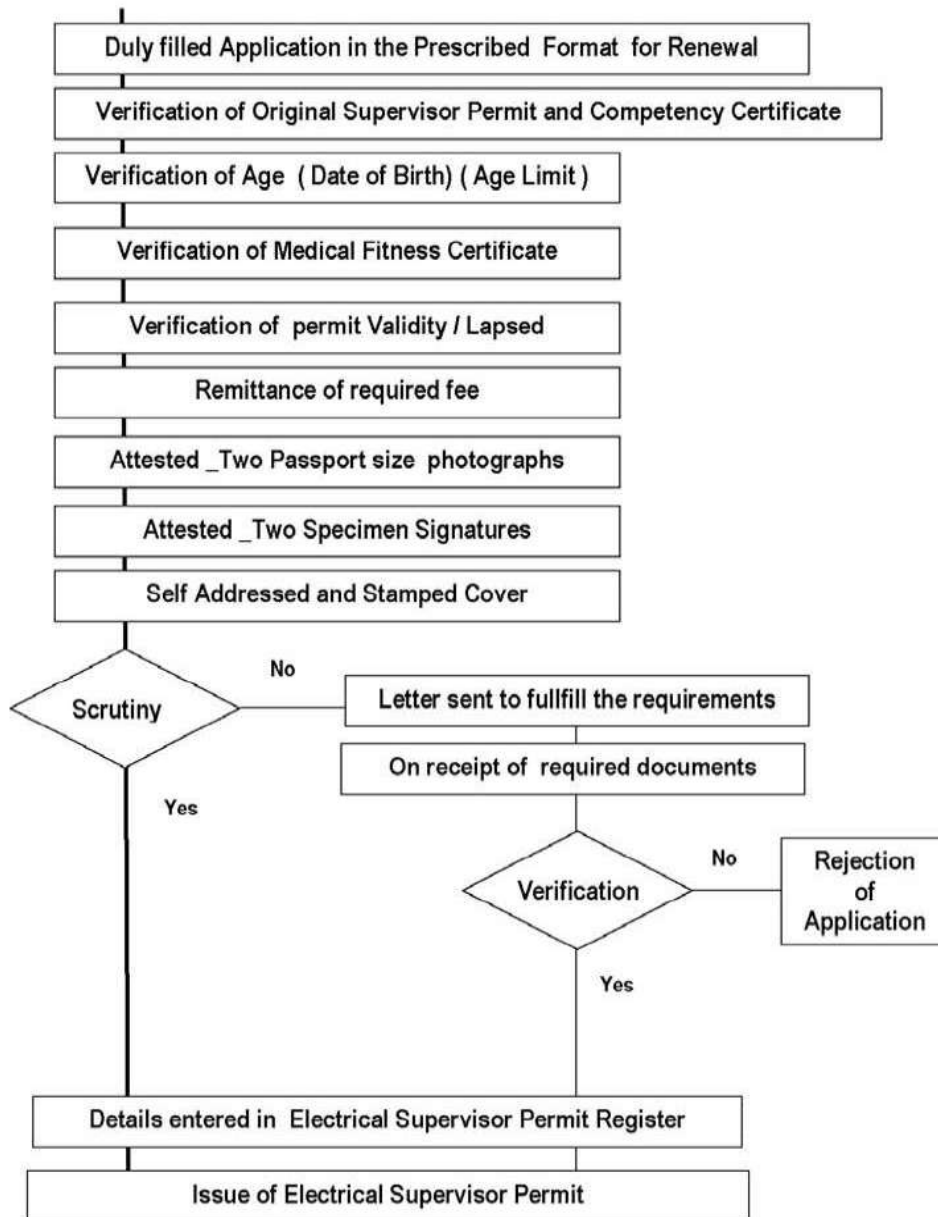 Duly filled Application in the Prescribed Format for Renewal
Verification of Original Supervisor Permit and Competency Certificate
Verification of Age ( Date of Birth) ( Age Limit )
Verification of Medical Fitness Certificate
Verification of permit Validity / Lapsed
Remittance of required fee
Attested _Two Passport size photographs
Attested _Two Specimen Signatures
Self Addressed and Stamped Cover
No
Scrutiny
Letter sent to fullfill the requirements
On receipt of required documents
Yes
No
Verification
Rejection
of
Application
Yes
Details entered in Electrical Supervisor Permit Register
Issue of Electrical Supervisor Permit